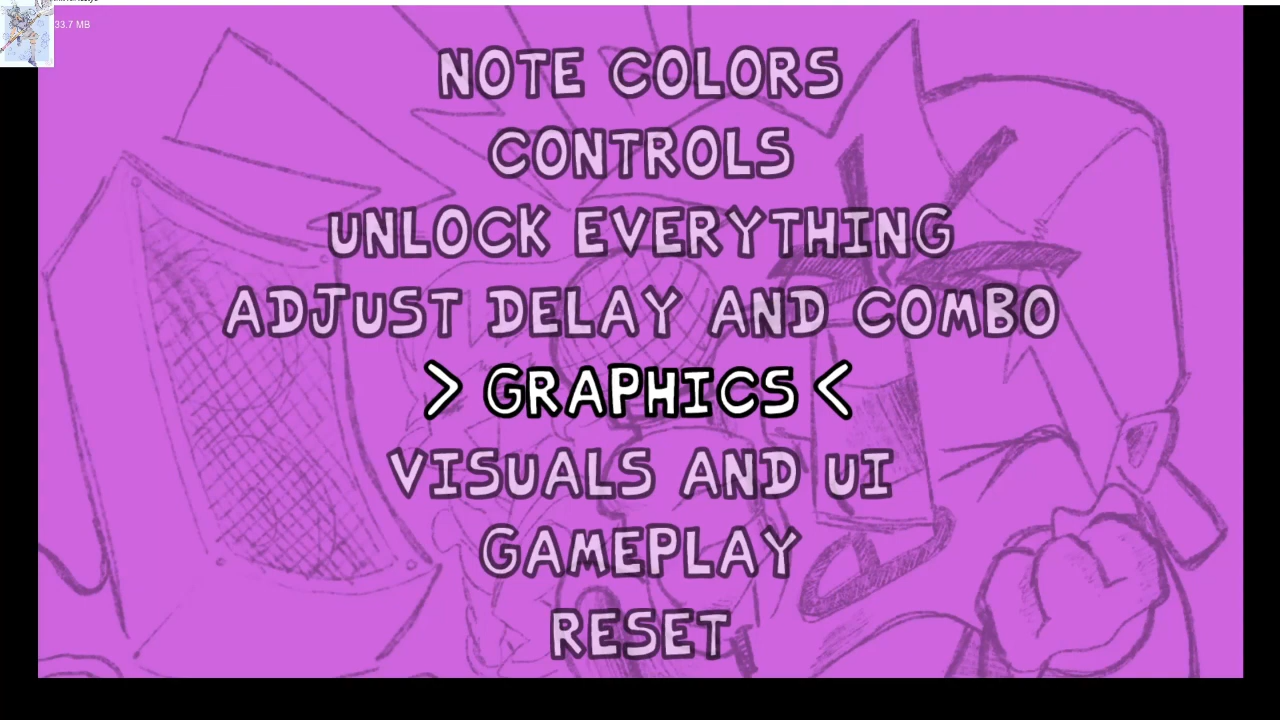 33.7 MB
NOTE COLORS
CONTROLS
UNLOCK EVERYTHING
ADJUST DELAY AND COMBO
> GRAPHICS <
VISUALS AND UI
GAMEPLAY
RESET